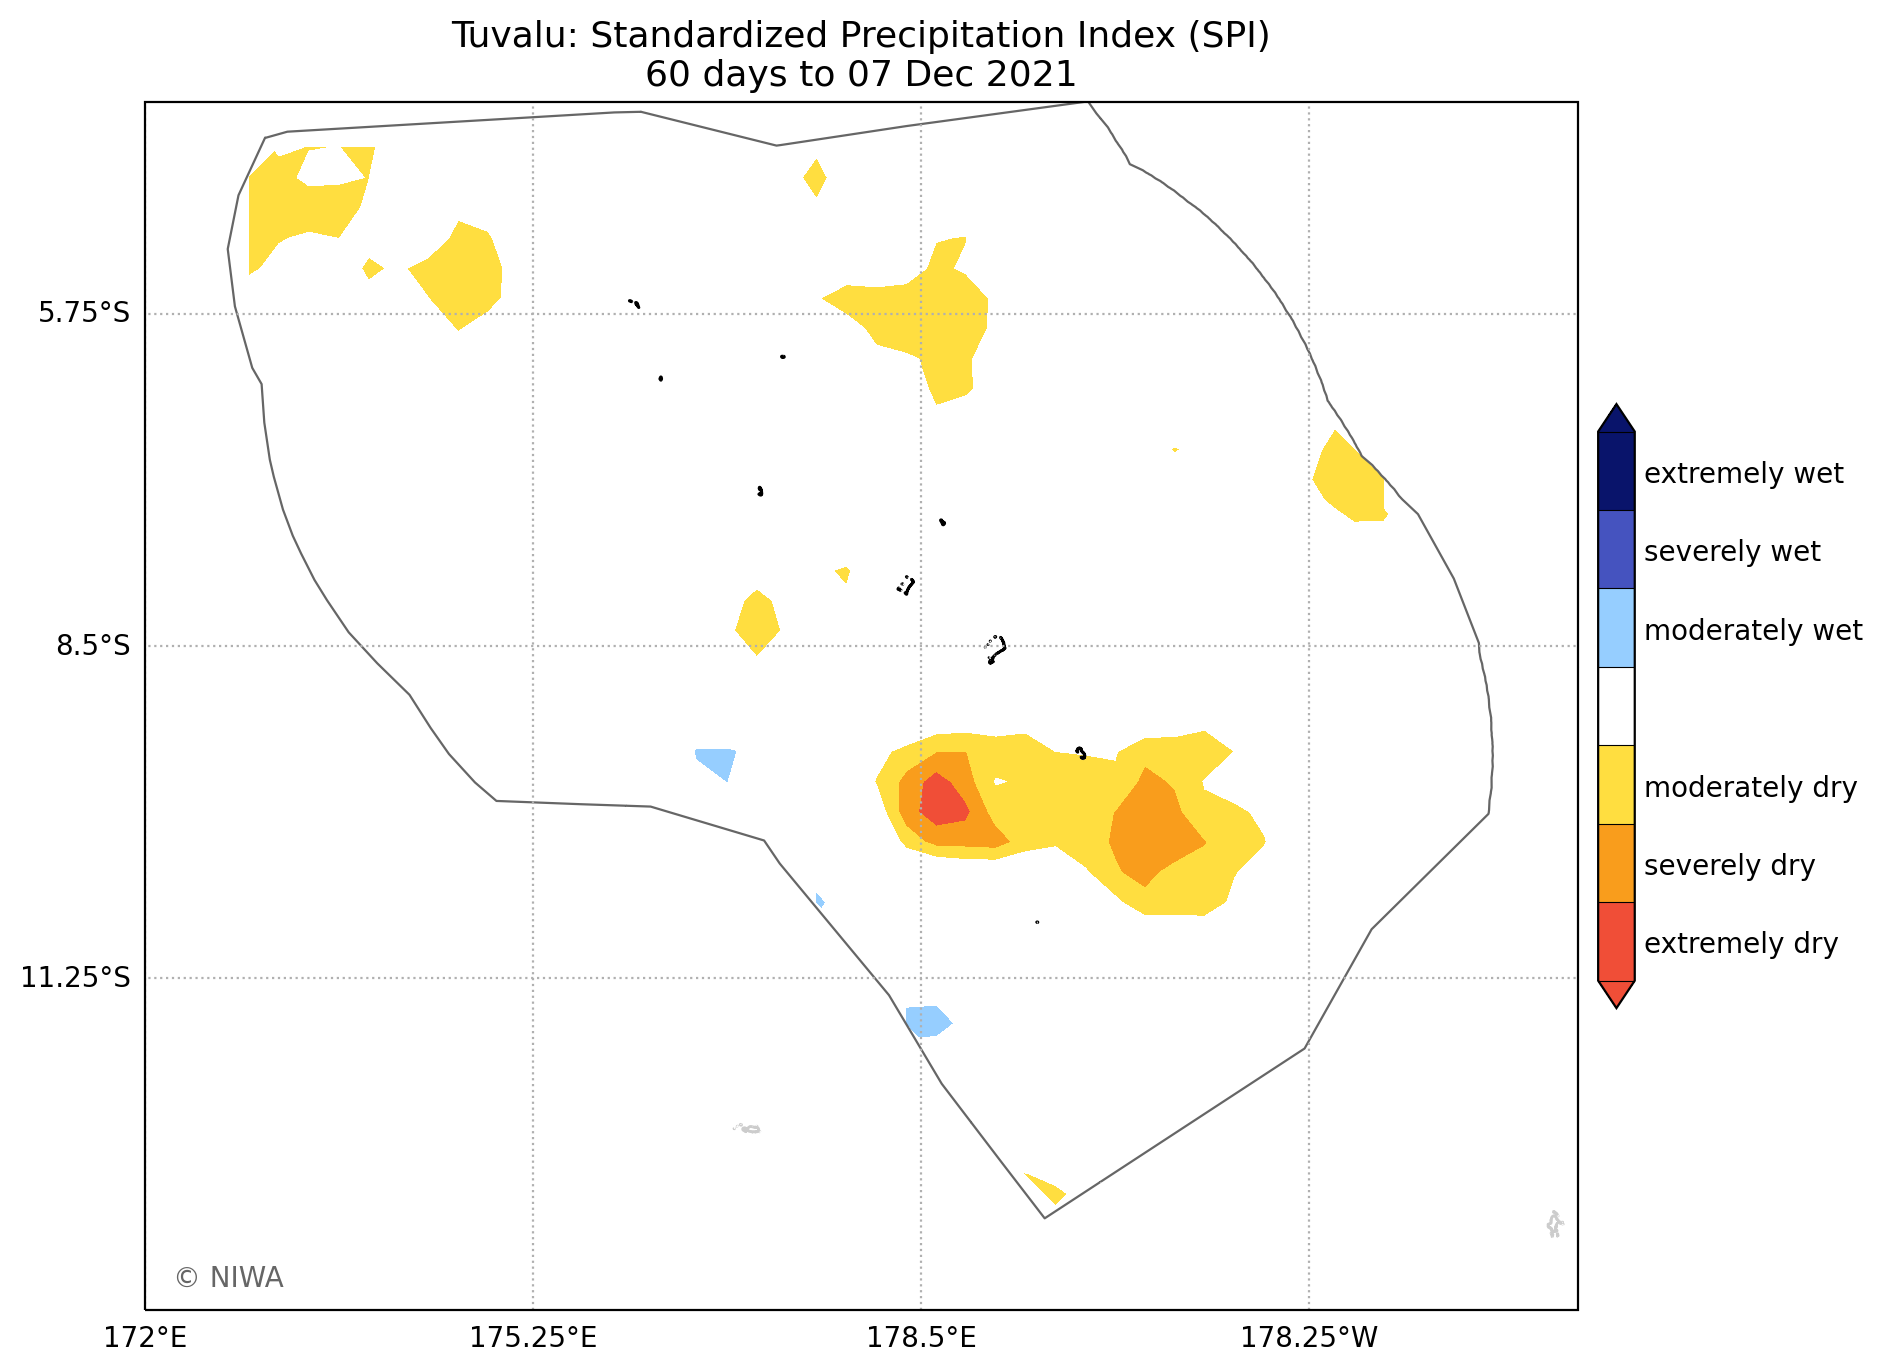 Tuvalu: Standardized Precipitation Index (SPI)
60 days to 07 Dec 2021
5.75°S
8.5°S
11.25°S
172°E
175.25°E
178.5°E
178.25°W
extremely wet
severely wet
moderately wet
moderately dry
severely dry
extremely dry
© NIWA